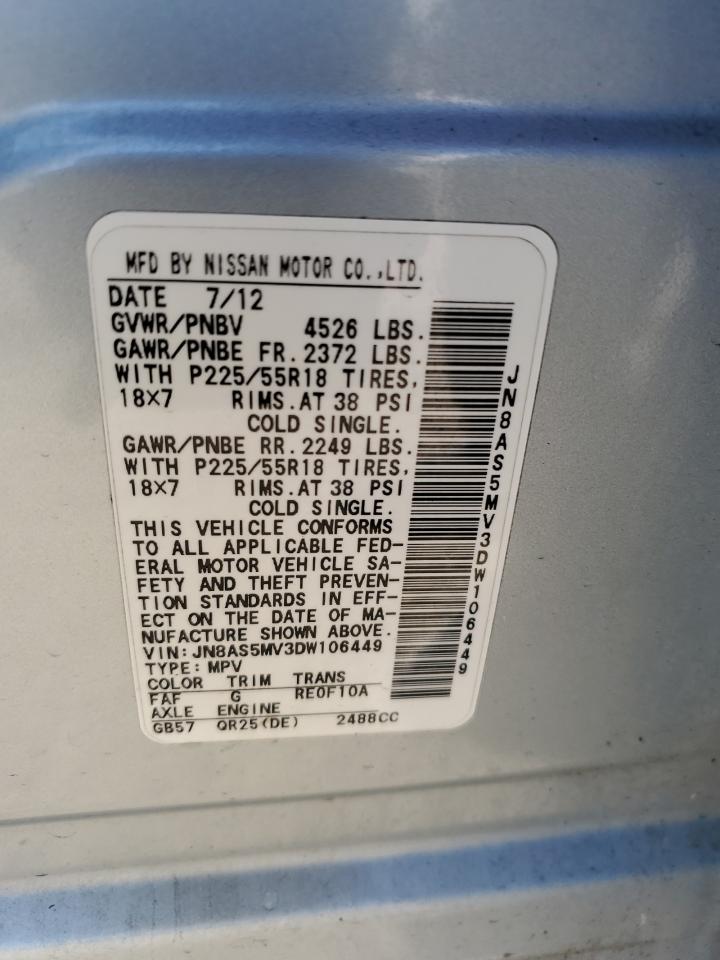 MFD BY NISSAN MOTOR CO.,LTD.
DATE 7/12
GVWR/PNBV 4526 LBS.
GAWR/PNBE FR. 2372 LBS.
WITH P225/55R18 TIRES,
18×7 RIMS.AT 38 PSI
COLD SINGLE.
GAWR/PNBE RR. 2249 LBS.
WITH P225/55R18 TIRES,
18×7 RIMS.AT 38 PSI
COLD SINGLE.
THIS VEHICLE CONFORMS
TO ALL APPLICABLE FED-
ERAL MOTOR VEHICLE SA-
FETY AND THEFT PREVEN-
TION STANDARDS IN EFF-
ECT ON THE DATE OF MA-
NUFACTURE SHOWN ABOVE.
VIN:JN8AS5MV3DW106449
TYPE:MPV
COLOR TRIM TRANS
FAF G RE0F10A
AXLE ENGINE
GB57 QR25(DE) 2488CC
JN8AS5MV3DW106449